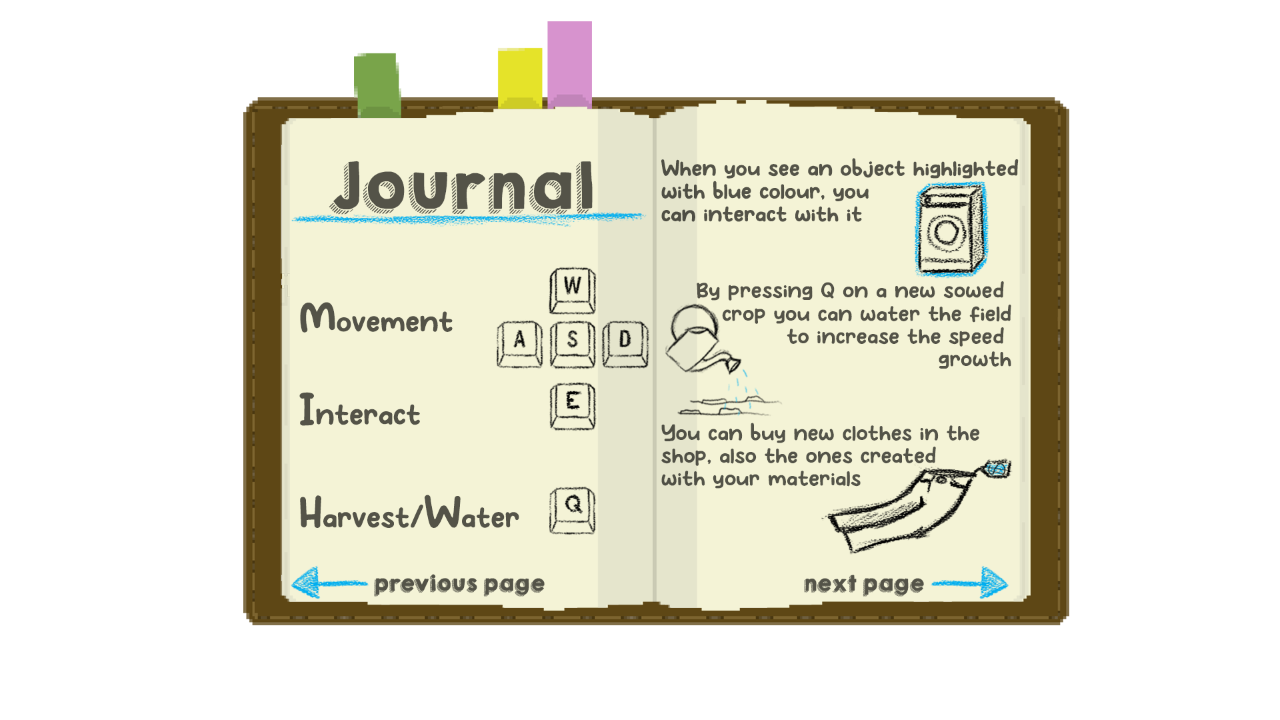 Journal
Movement
W
A S D
Interact
E
Harvest/Water
Q
previous page
When you see an object highlighted
with blue colour, you
can interact with it
By pressing Q on a new sowed
crop you can water the field
to increase the speed
growth
You can buy new clothes in the
shop, also the ones created
with your materials
next page